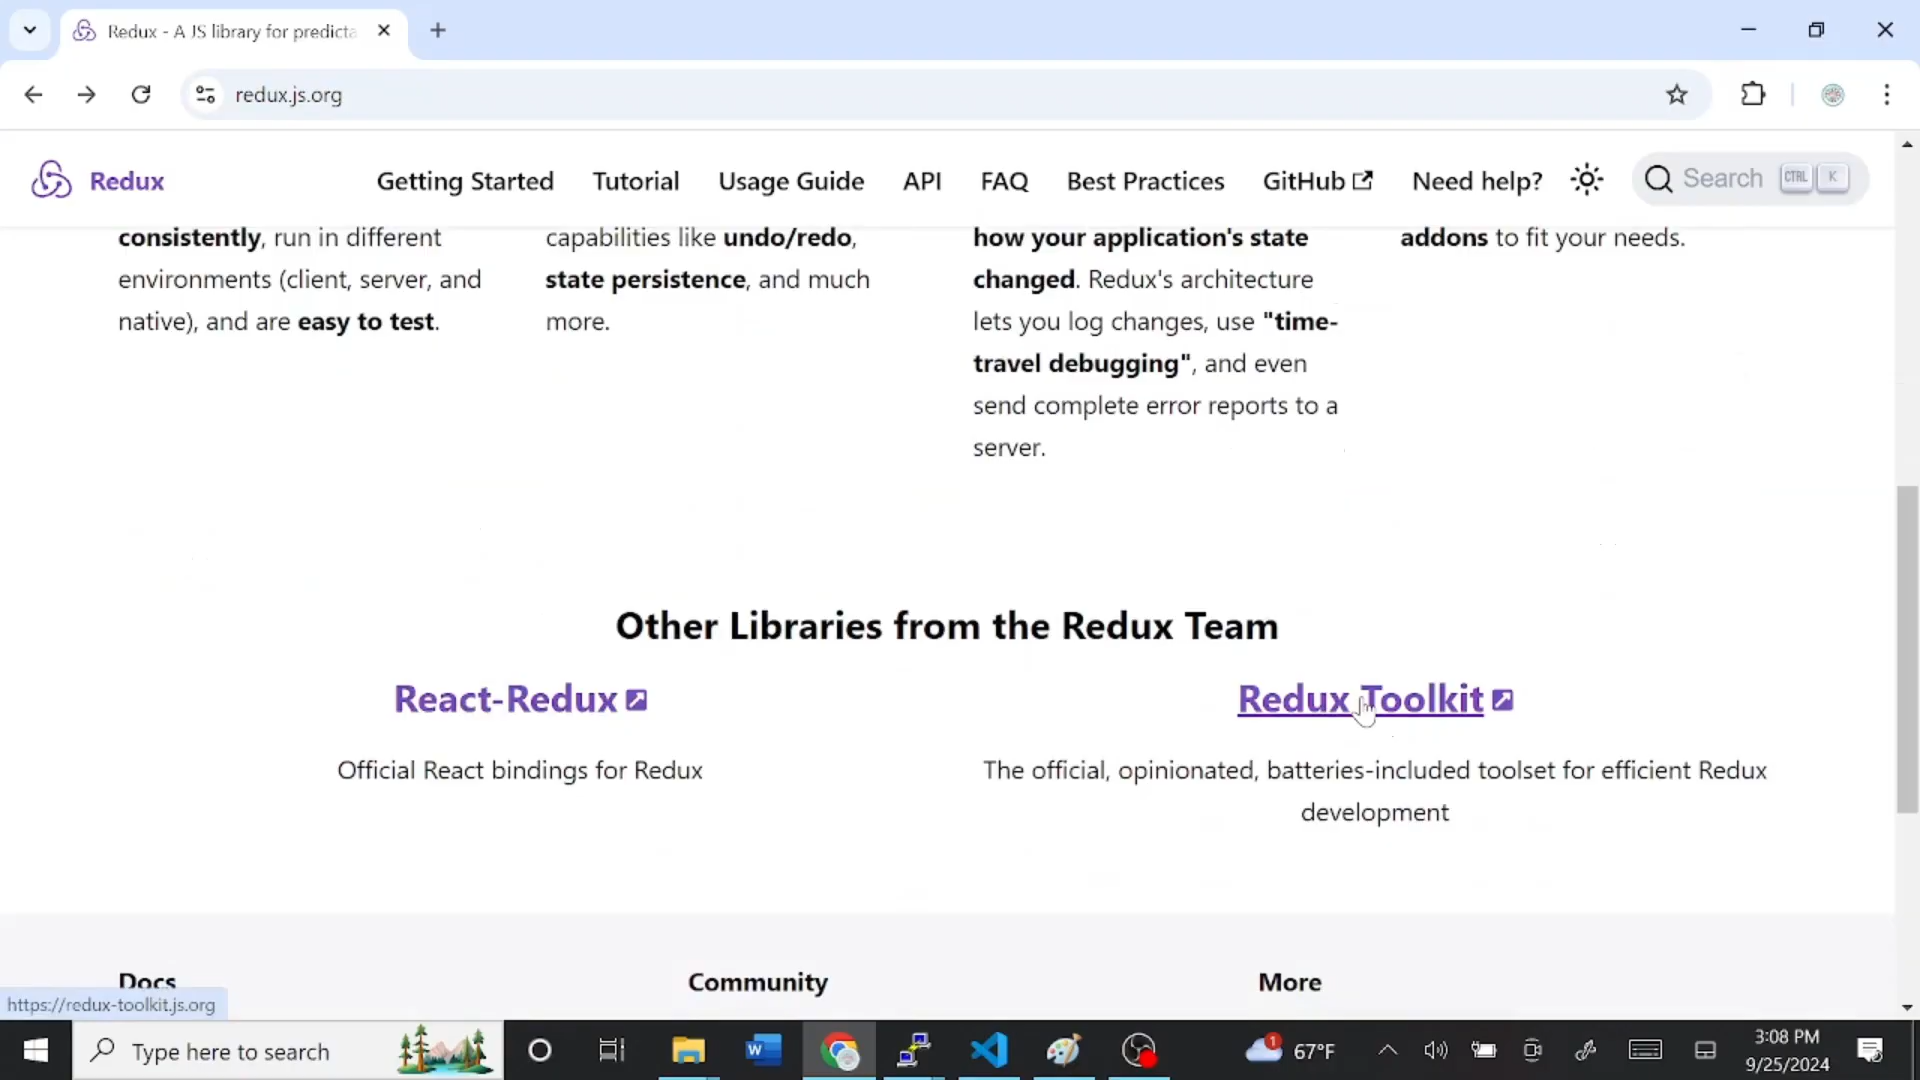 Redux - A JS library for predicta
redux.js.org
Redux
Getting Started
Tutorial
Usage Guide
API
FAQ
Best Practices
GitHub
Need help?
Search
CTRL
K
consistently, run in different
environments (client, server, and
native), and are easy to test.
capabilities like undo/redo,
state persistence, and much
more.
how your application's state
changed. Redux's architecture
lets you log changes, use "time-
travel debugging", and even
send complete error reports to a
server.
addons to fit your needs.
Other Libraries from the Redux Team
React-Redux
Official React bindings for Redux
Redux Toolkit
The official, opinionated, batteries-included toolset for efficient Redux
development
Docs
Community
More
https://redux-toolkit.js.org
Type here to search
W
1
67°F
3:08 PM
9/25/2024